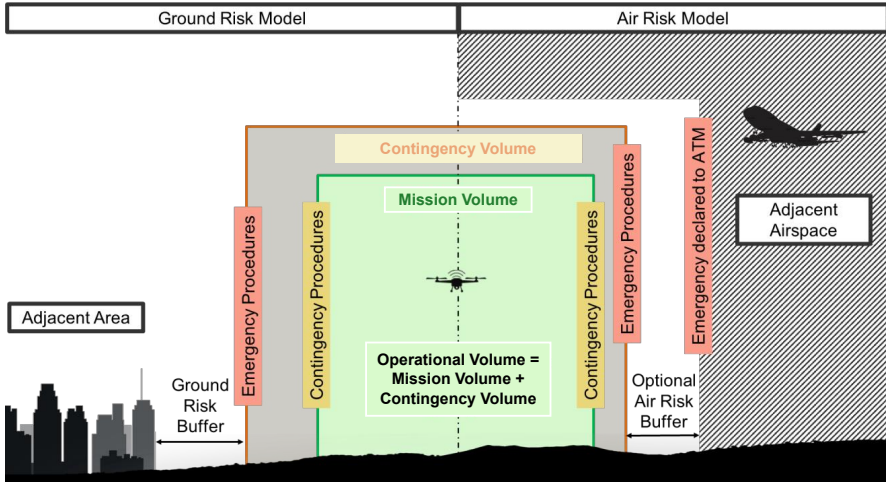 Ground Risk Model
Air Risk Model
Contingency Volume
Mission Volume
Emergency Procedures
Contingency Procedures
Contingency Procedures
Emergency Procedures
Emergency declared to ATM
Adjacent
Airspace
Adjacent Area
Operational Volume =
Mission Volume +
Contingency Volume
Ground
Risk
Buffer
Optional
Air Risk
Buffer